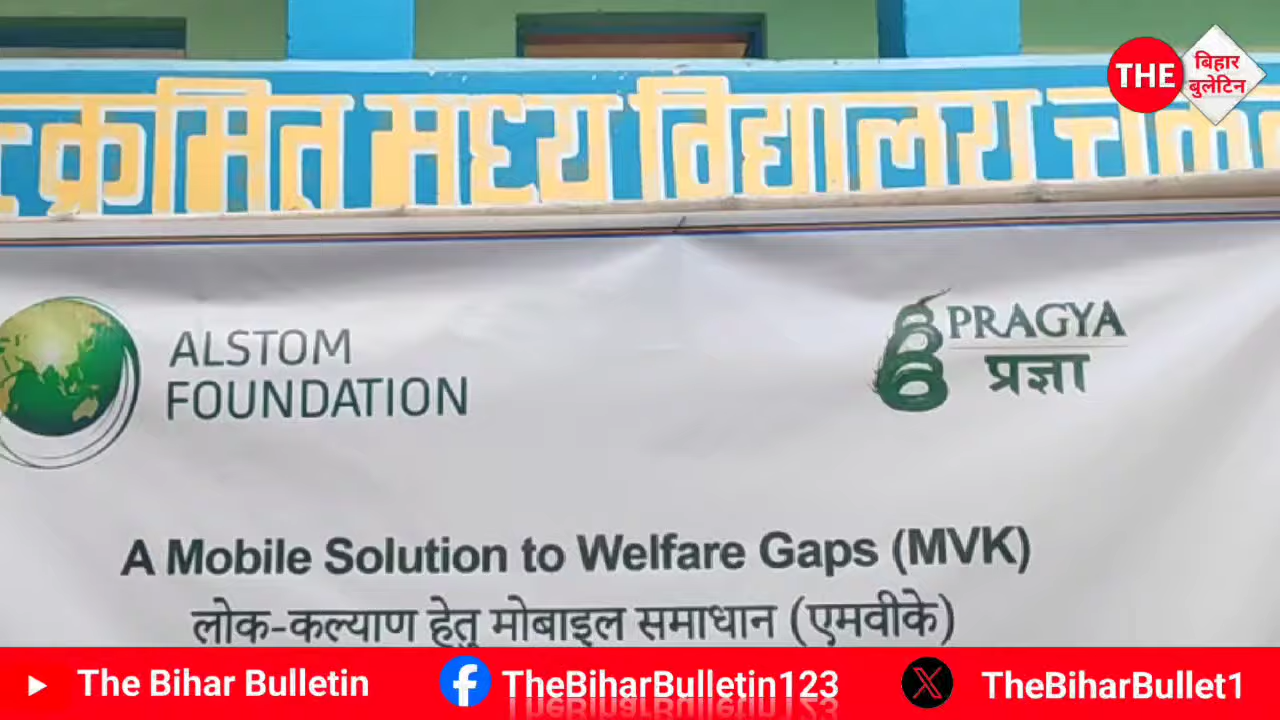 THE
बिहार
बुलेटिन
क्रमित मध्य विद्यालय
ALSTOM
FOUNDATION
PRAGYA
प्रज्ञा
A Mobile Solution to Welfare Gaps (MVK)
लोक-कल्याण हेतु मोबाइल समाधान (एमवीके)
The Bihar Bulletin
TheBiharBulletin123
TheBiharBullet1